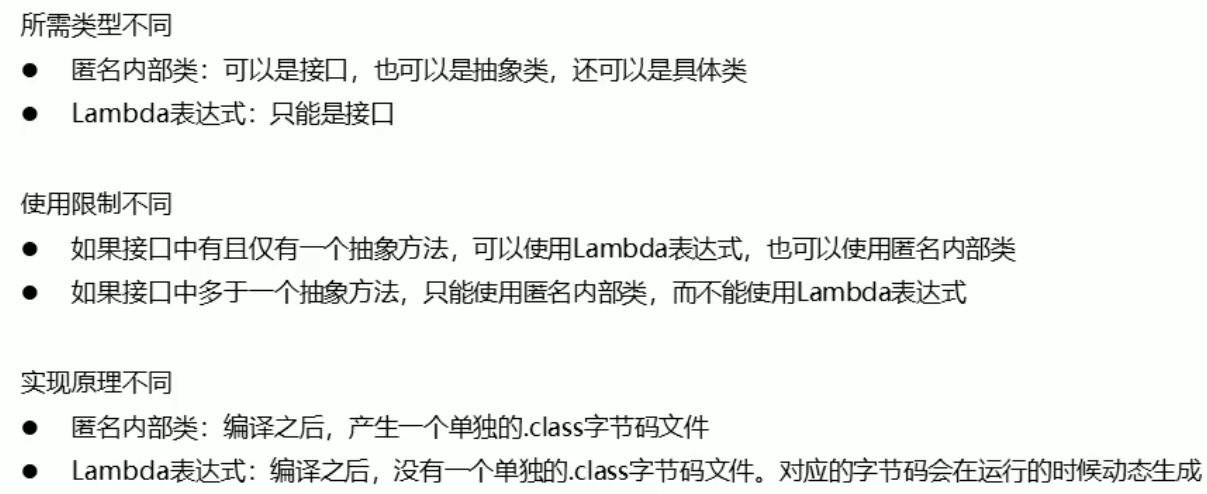 所需类型不同
● 匿名内部类：可以是接口，也可以是抽象类，还可以是具体类
● Lambda表达式：只能是接口
使用限制不同
● 如果接口中有且仅有一个抽象方法，可以使用Lambda表达式，也可以使用匿名内部类
● 如果接口中多于一个抽象方法，只能使用匿名内部类，而不能使用Lambda表达式
实现原理不同
● 匿名内部类：编译之后，产生一个单独的.class字节码文件
● Lambda表达式：编译之后，没有一个单独的.class字节码文件。对应的字节码会在运行的时候动态生成